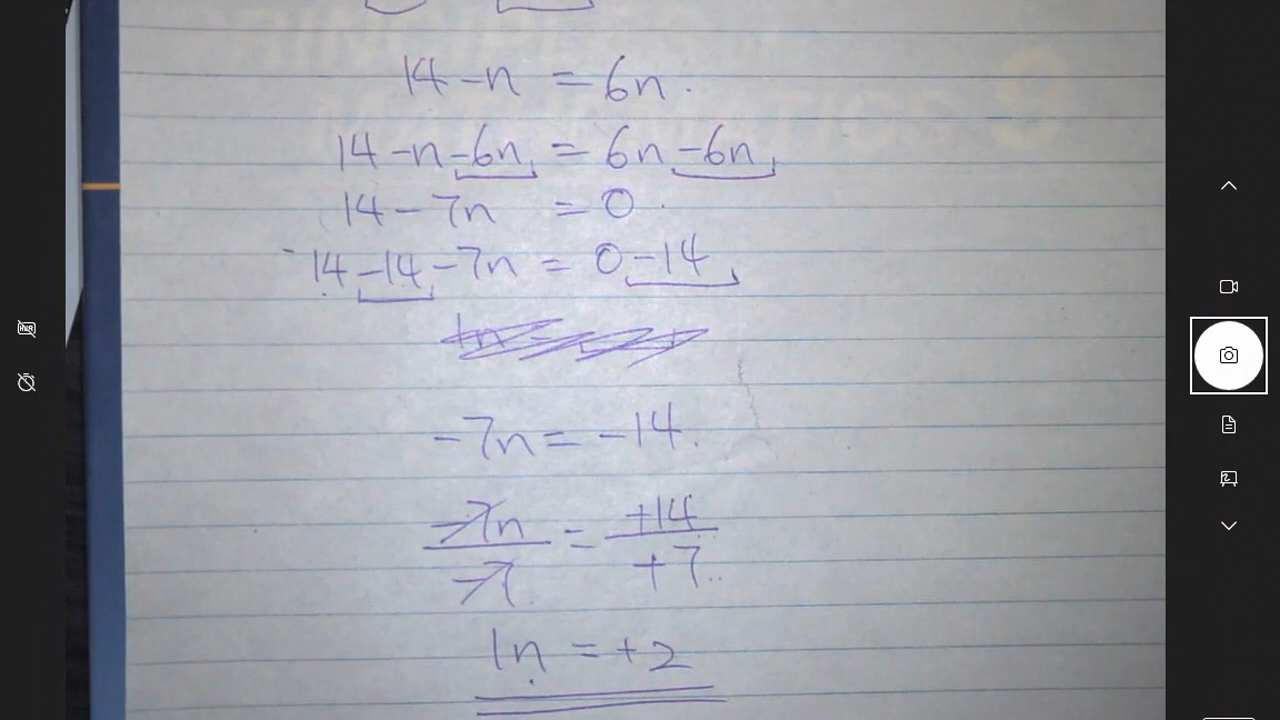 14 - n = 6n.
14 - n - 6n = 6n - 6n
14 - 7n = 0.
14 - 14 - 7n = 0 - 14
-7n = -14.
-7n/-7. = +14/+7..
1n = +2